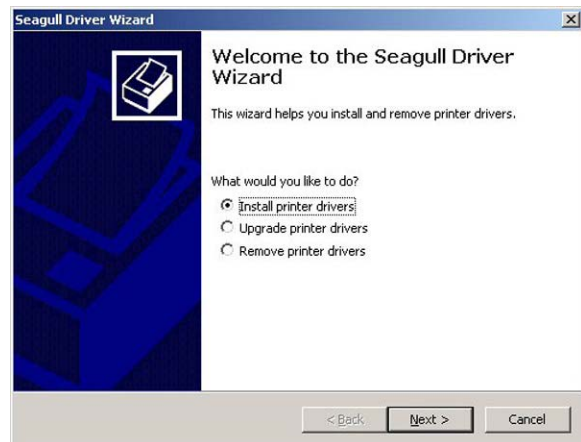 Seagull Driver Wizard
Welcome to the Seagull Driver
Wizard
This wizard helps you install and remove printer drivers.
What would you like to do?
Install printer drivers
Upgrade printer drivers
Remove printer drivers
< Back Next > Cancel